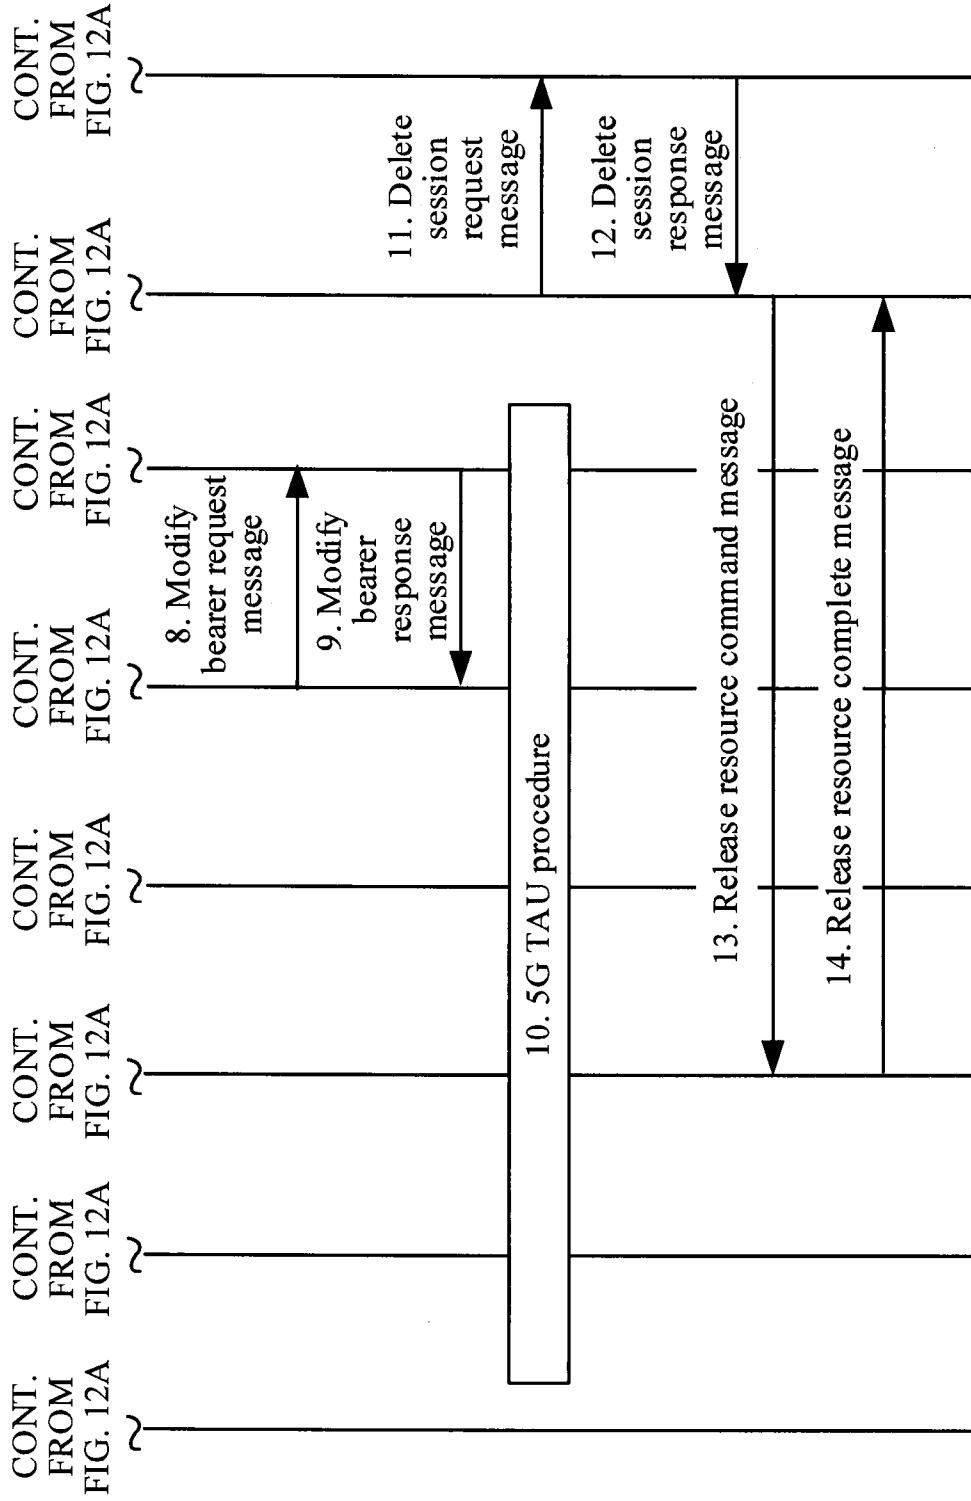 CONT.
FROM
FIG. 12A
CONT.
FROM
FIG. 12A
CONT.
FROM
FIG. 12A
CONT.
FROM
FIG. 12A
CONT.
FROM
FIG. 12A
CONT.
FROM
FIG. 12A
CONT.
FROM
FIG. 12A
CONT.
FROM
FIG. 12A
8. Modify
bearer request
message
9. Modify
bearer
response
message
10. 5G TAU procedure
11. Delete
session
request
message
12. Delete
session
response
message
13. Release resource command message
14. Release resource complete message